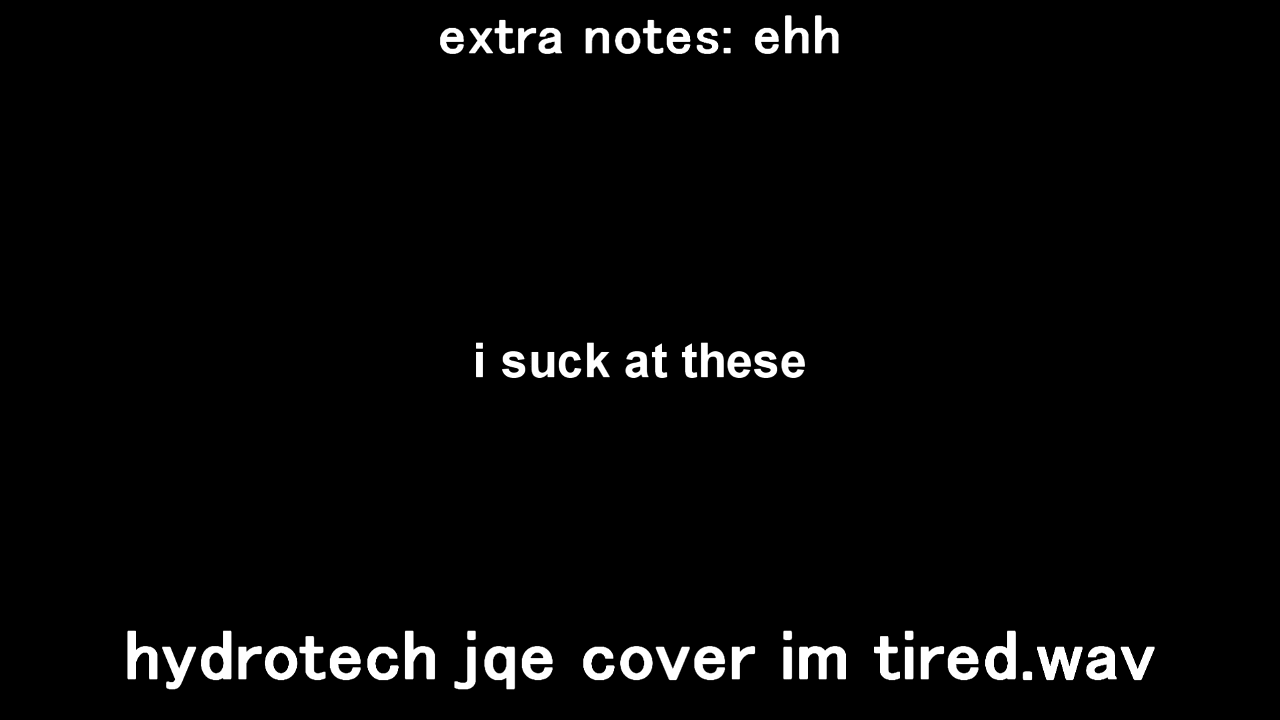 extra notes: ehh
i suck at these
hydrotech jqe cover im tired.wav